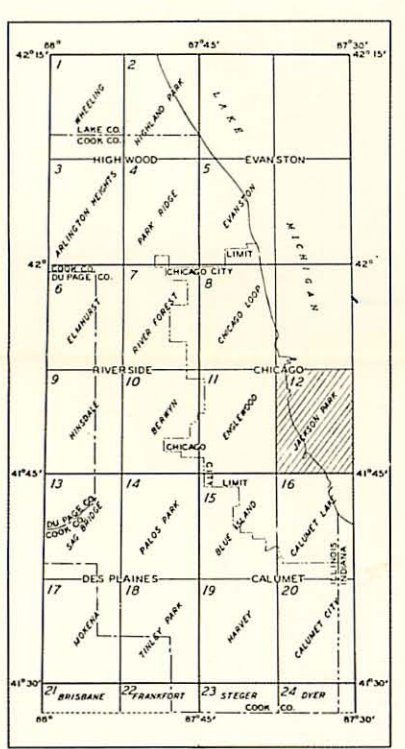 88° 87°45' 87°30'
42°15' 42°15'
1 2
WHEELING HIGHLAND PARK LAKE
LAKE CO.
COOK CO.
3 HIGHWOOD 4 5 EVANSTON
ARLINGTON HEIGHTS PARK RIDGE EVANSTON MICHIGAN
LIMIT
42° 42°
COOK CO. CHICAGO CITY
DU PAGE CO.
6 7 8
ELMHURST RIVER FOREST CHICAGO LOOP
9 RIVERSIDE 10 11 CHICAGO 12
HINSDALE BERWYN ENGLEWOOD JACKSON PARK
CHICAGO CITY LIMIT
41°45' 41°45'
13 14 15 16
DU PAGE CO.
COOK CO.
SAG BRIDGE PALOS PARK BLUE ISLAND CALUMET LAKE
ILLINOIS
INDIANA
17 DES PLAINES 18 19 CALUMET 20
MOKENA TINLEY PARK HARVEY CALUMET CITY
41°30' 41°30'
21 BRISBANE 22 FRANKFORT 23 STEGER 24 DYER
COOK CO.
88° 87°45' 87°30'